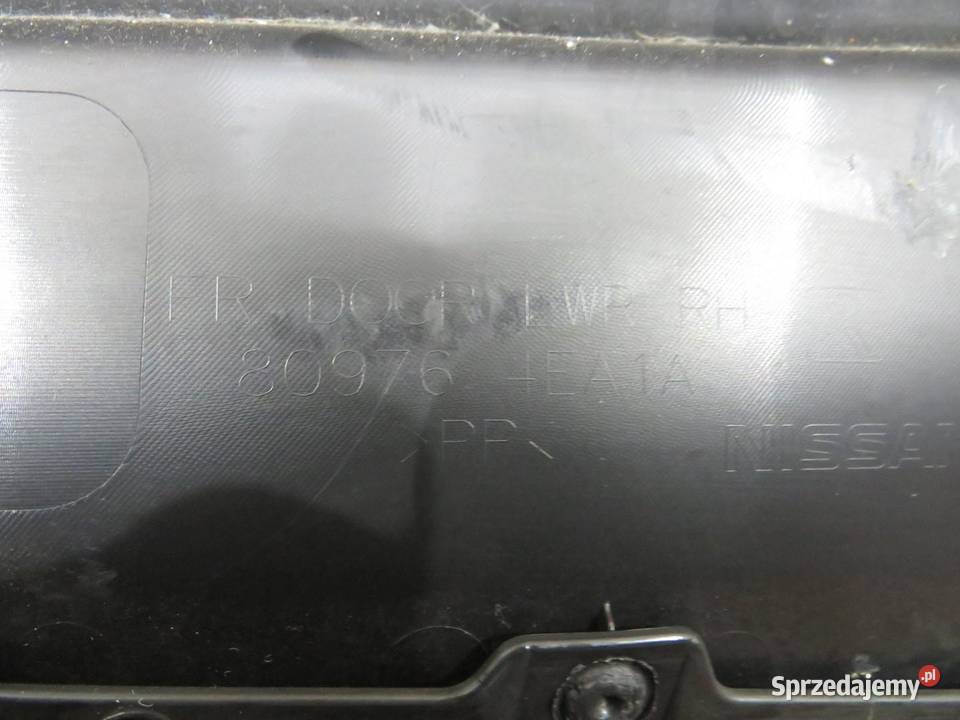 FR DOOR LWR RH
80976 4EA1A
>PP<
NISSAN
Sprzedajemy.pl